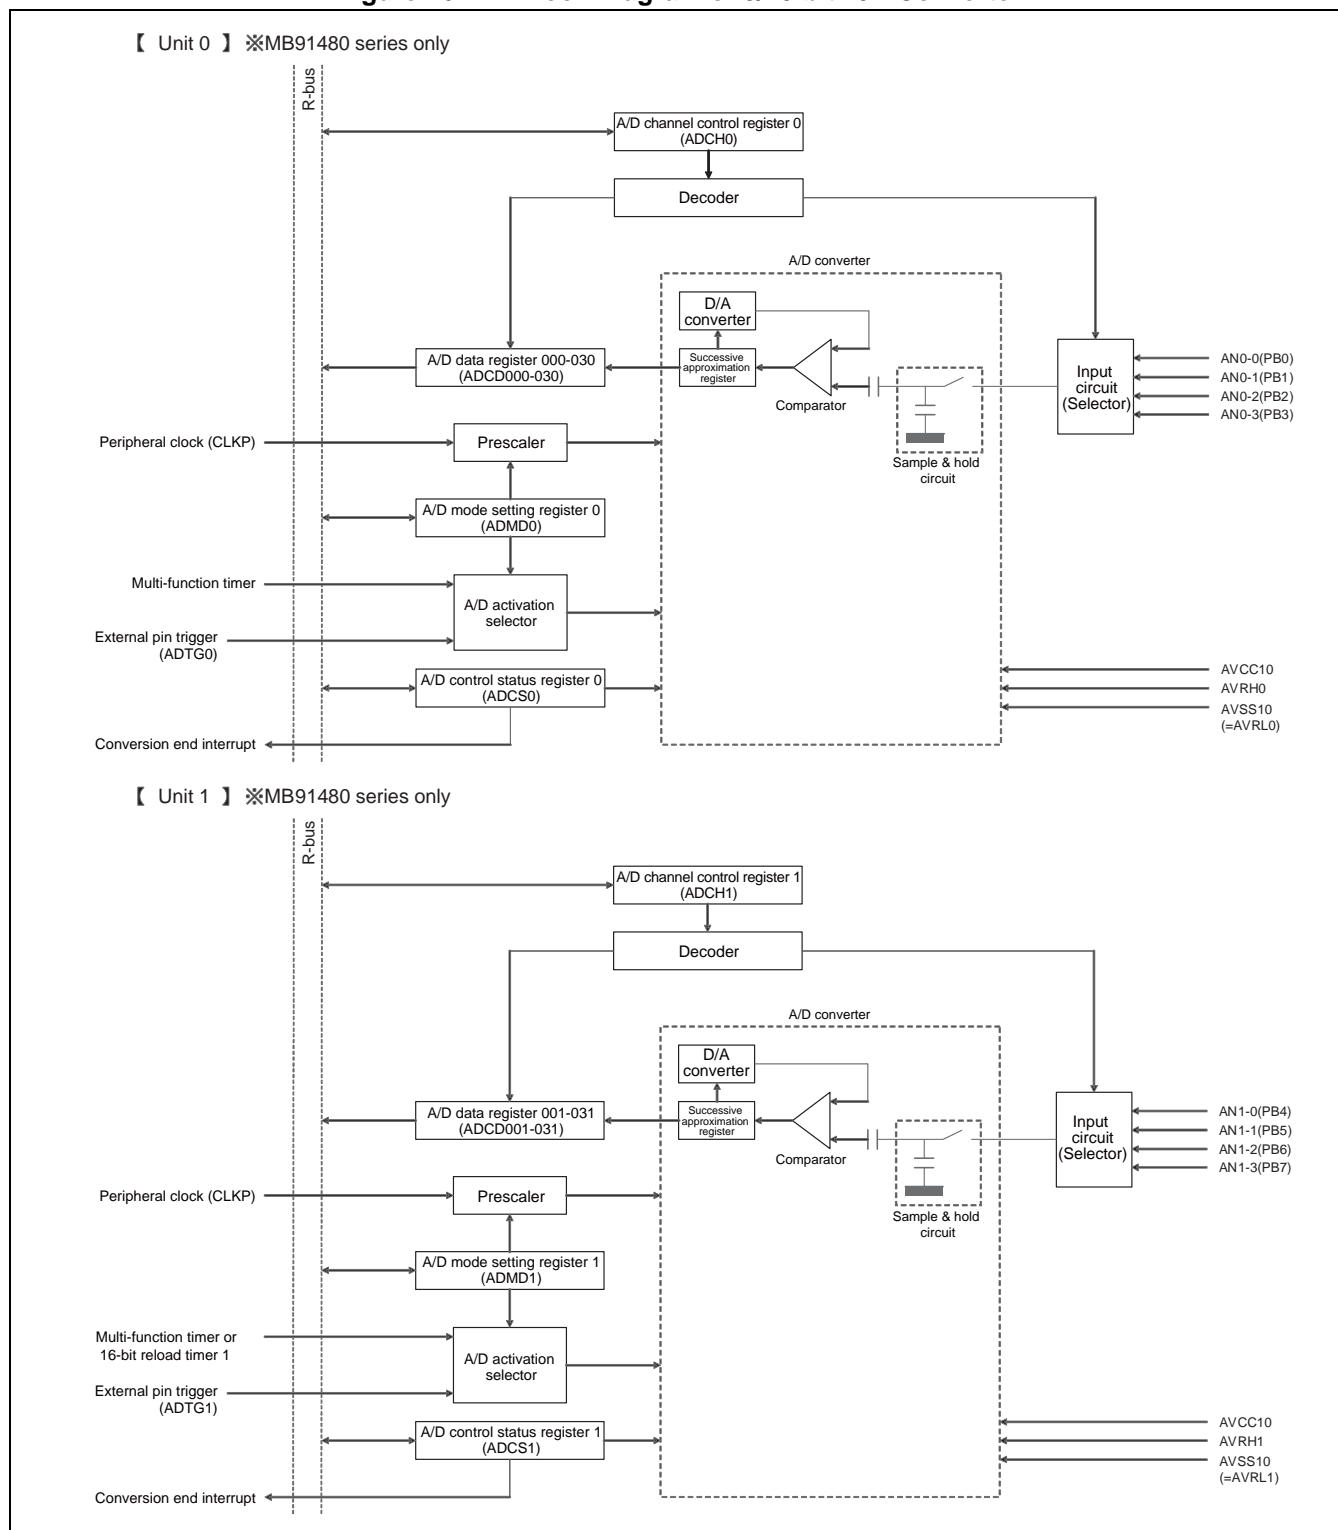 【 Unit 0 】 ※MB91480 series only
R-bus
A/D channel control register 0
(ADCH0)
Decoder
A/D converter
D/A
converter
A/D data register 000-030
(ADCD000-030)
Successive
approximation
register
Comparator
Sample & hold
circuit
Input
circuit
(Selector)
AN0-0(PB0)
AN0-1(PB1)
AN0-2(PB2)
AN0-3(PB3)
Peripheral clock (CLKP)
Prescaler
A/D mode setting register 0
(ADMD0)
Multi-function timer
A/D activation
selector
External pin trigger
(ADTG0)
A/D control status register 0
(ADCS0)
AVCC10
AVRH0
AVSS10
(=AVRL0)
Conversion end interrupt
【 Unit 1 】 ※MB91480 series only
R-bus
A/D channel control register 1
(ADCH1)
Decoder
A/D converter
D/A
converter
A/D data register 001-031
(ADCD001-031)
Successive
approximation
register
Comparator
Sample & hold
circuit
Input
circuit
(Selector)
AN1-0(PB4)
AN1-1(PB5)
AN1-2(PB6)
AN1-3(PB7)
Peripheral clock (CLKP)
Prescaler
A/D mode setting register 1
(ADMD1)
Multi-function timer or
16-bit reload timer 1
A/D activation
selector
External pin trigger
(ADTG1)
A/D control status register 1
(ADCS1)
AVCC10
AVRH1
AVSS10
(=AVRL1)
Conversion end interrupt